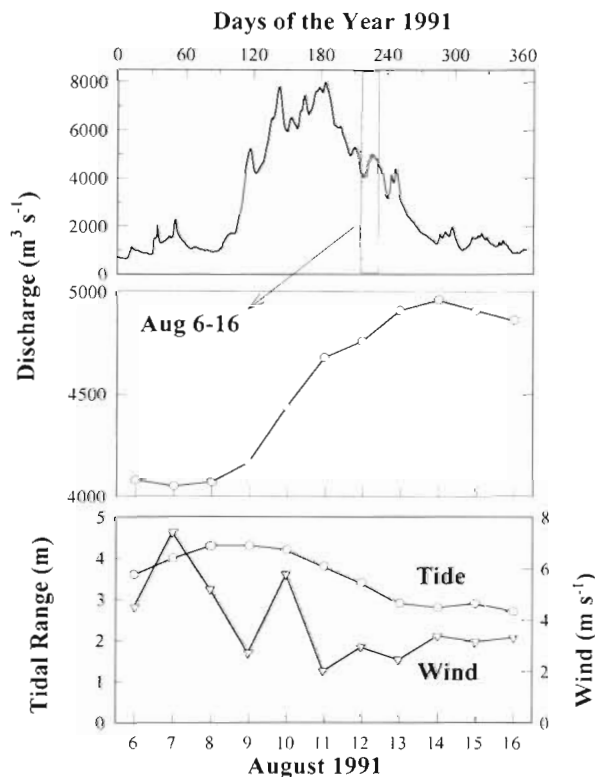 Days of the Year 1991
0 60 120 180 240 300 360
8000
6000
4000
2000
0
Discharge (m³ s⁻¹)
5000
Aug 6-16
4500
4000
5 8
4 6
3
Tide
4
2
Wind
2
1
0 0
Tidal Range (m)
Wind (m s⁻¹)
6 7 8 9 10 11 12 13 14 15 16
August 1991